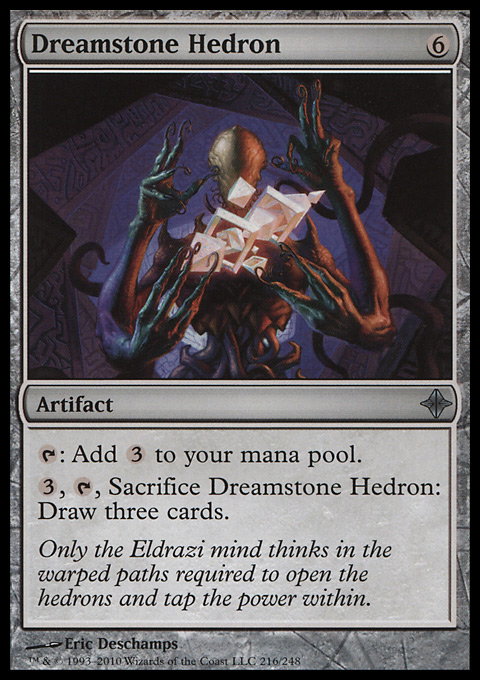 Dreamstone Hedron 6
Artifact
: Add 3 to your mana pool.
3, , Sacrifice Dreamstone Hedron:
Draw three cards.
Only the Eldrazi mind thinks in the
warped paths required to open the
hedrons and tap the power within.
Eric Deschamps
™ & © 1993–2010 Wizards of the Coast LLC 216/248